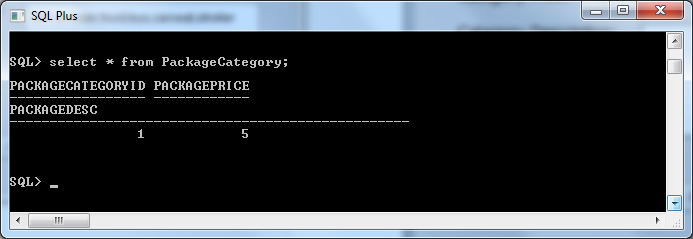 SQL Plus
SQL> select * from PackageCategory;
PACKAGECATEGORYID PACKAGEPRICE
----------------- ------------
PACKAGEDESC
--------------------------------------------------
1 5
SQL> _